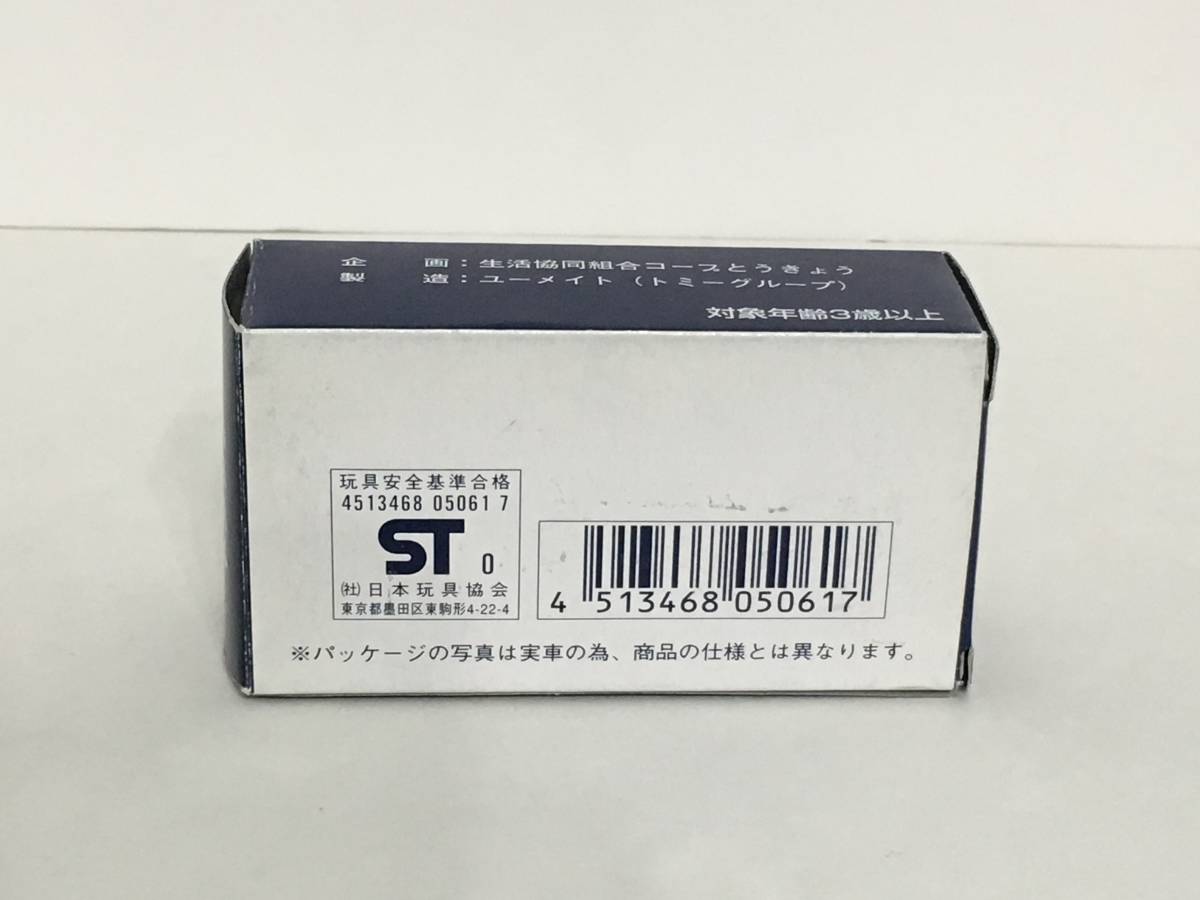 企　画：生活協同組合コープとうきょう
製　造：ユーメイト（トミーグループ）
対象年齢3歳以上
玩具安全基準合格
4513468 05061 7
ST 0
(社)日本玩具協会
東京都墨田区東駒形4-22-4
4 513468 050617
※パッケージの写真は実車の為、商品の仕様とは異なります。